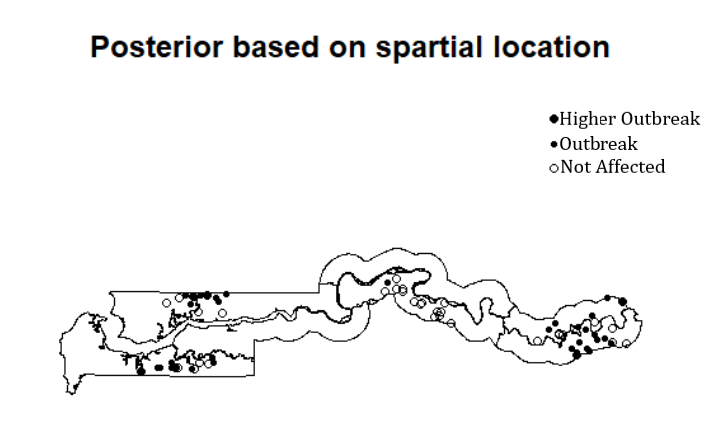 Posterior based on spartial location
Higher Outbreak
Outbreak
Not Affected